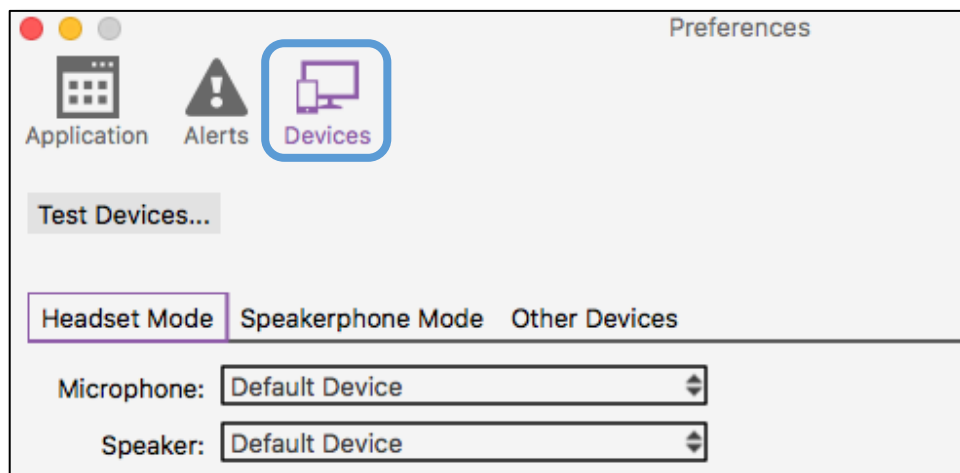 Preferences
Application Alerts Devices
Test Devices...
Headset Mode Speakerphone Mode Other Devices
Microphone: Default Device
Speaker: Default Device